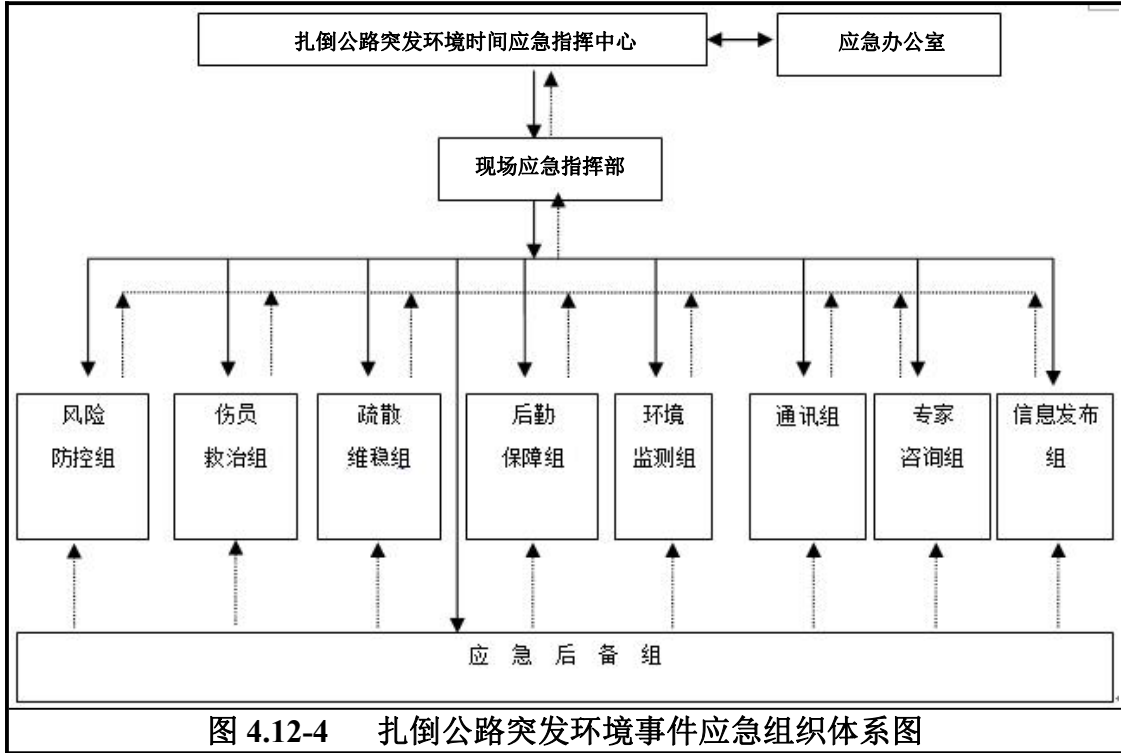 扎倒公路突发环境时间应急指挥中心
应急办公室
现场应急指挥部
风险
防控组
伤员
救治组
疏散
维稳组
后勤
保障组
环境
监测组
通讯组
专家
咨询组
信息发布
组
应 急 后 备 组
图 4.12-4 扎倒公路突发环境事件应急组织体系图